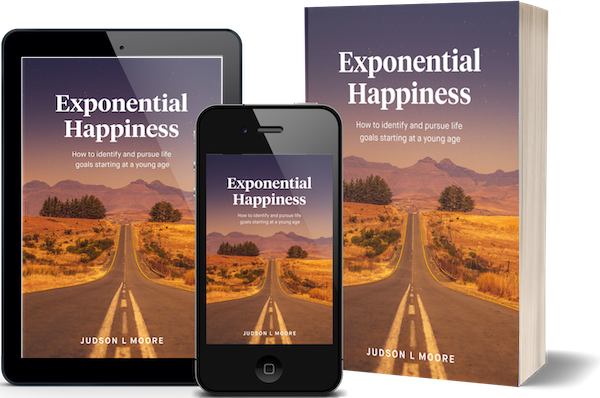 Exponential
Happiness
How to identify and pursue life
goals starting at a young age
JUDSON L MOORE
Exponential
Happiness
How to identify and pursue life
goals starting at a young age
JUDSON L MOORE
Exponential
Happiness
How to identify and pursue life
goals starting at a young age
JUDSON L MOORE